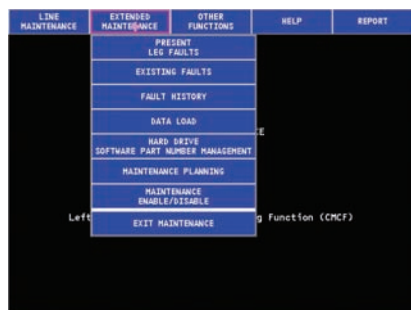 LINE
MAINTENANCE
EXTENDED
MAINTENANCE
OTHER
FUNCTIONS
HELP
REPORT
PRESENT
LEG FAULTS
EXISTING FAULTS
FAULT HISTORY
DATA LOAD
HARD DRIVE
SOFTWARE PART NUMBER MANAGEMENT
MAINTENANCE PLANNING
MAINTENANCE
ENABLE/DISABLE
EXIT MAINTENANCE
E
Left
g Function (CMCF)